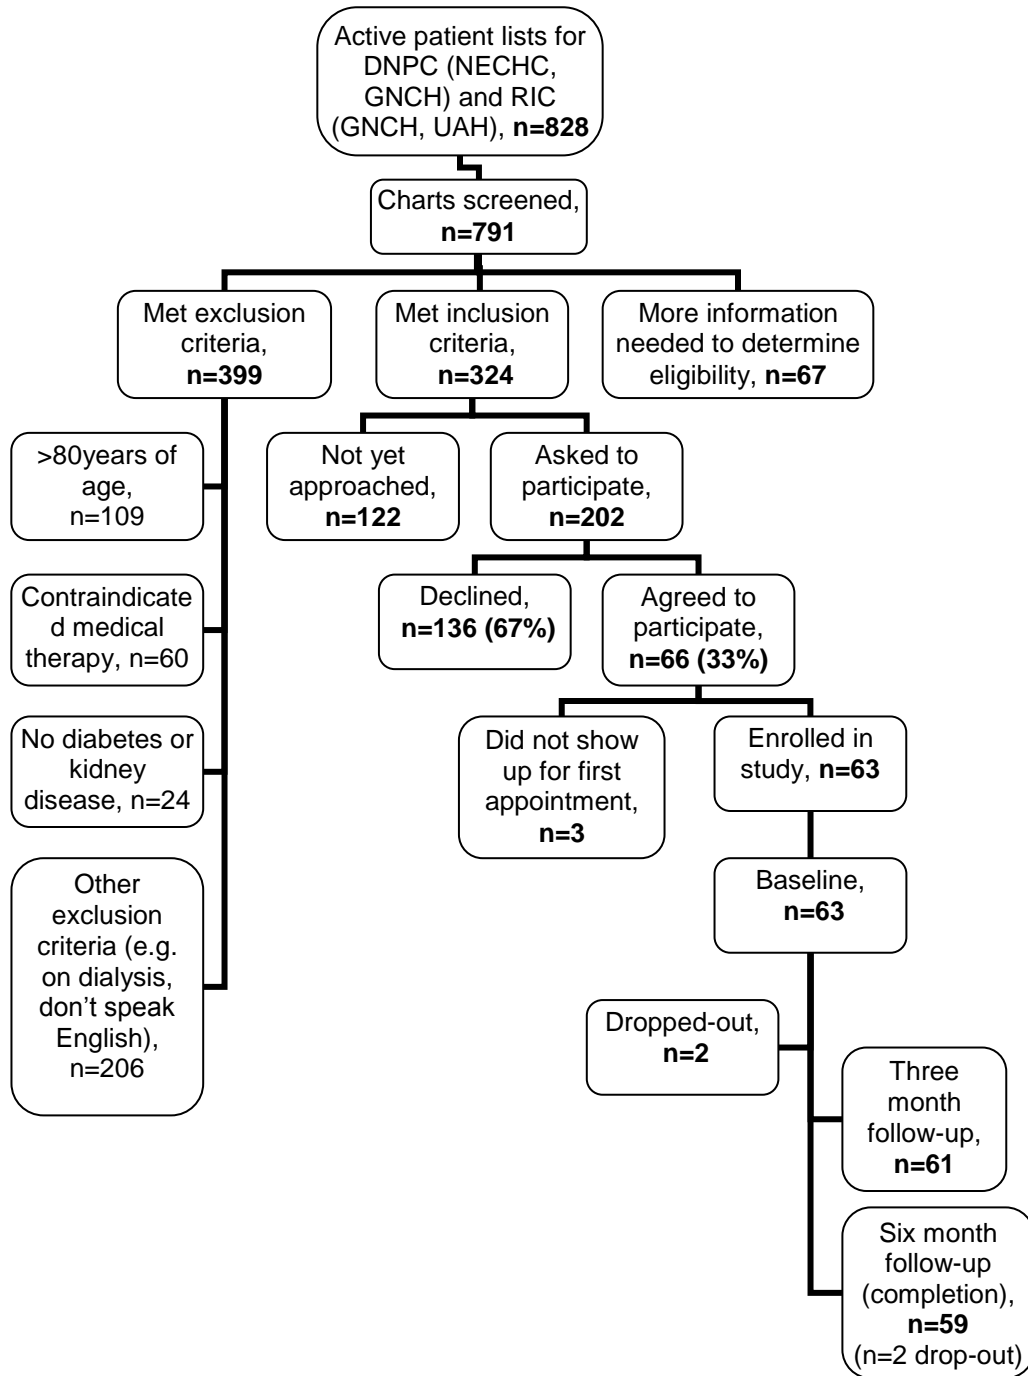 Active patient lists for
DNPC (NECHC,
GNCH) and RIC
(GNCH, UAH), n=828
Charts screened,
n=791
Met exclusion
criteria,
n=399
Met inclusion
criteria,
n=324
More information
needed to determine
eligibility, n=67
>80years of
age,
n=109
Not yet
approached,
n=122
Asked to
participate,
n=202
Contraindicate
d medical
therapy, n=60
Declined,
n=136 (67%)
Agreed to
participate,
n=66 (33%)
No diabetes or
kidney
disease, n=24
Did not show
up for first
appointment,
n=3
Enrolled in
study, n=63
Other
exclusion
criteria (e.g.
on dialysis,
don’t speak
English),
n=206
Baseline,
n=63
Dropped-out,
n=2
Three
month
follow-up,
n=61
Six month
follow-up
(completion),
n=59
(n=2 drop-out)